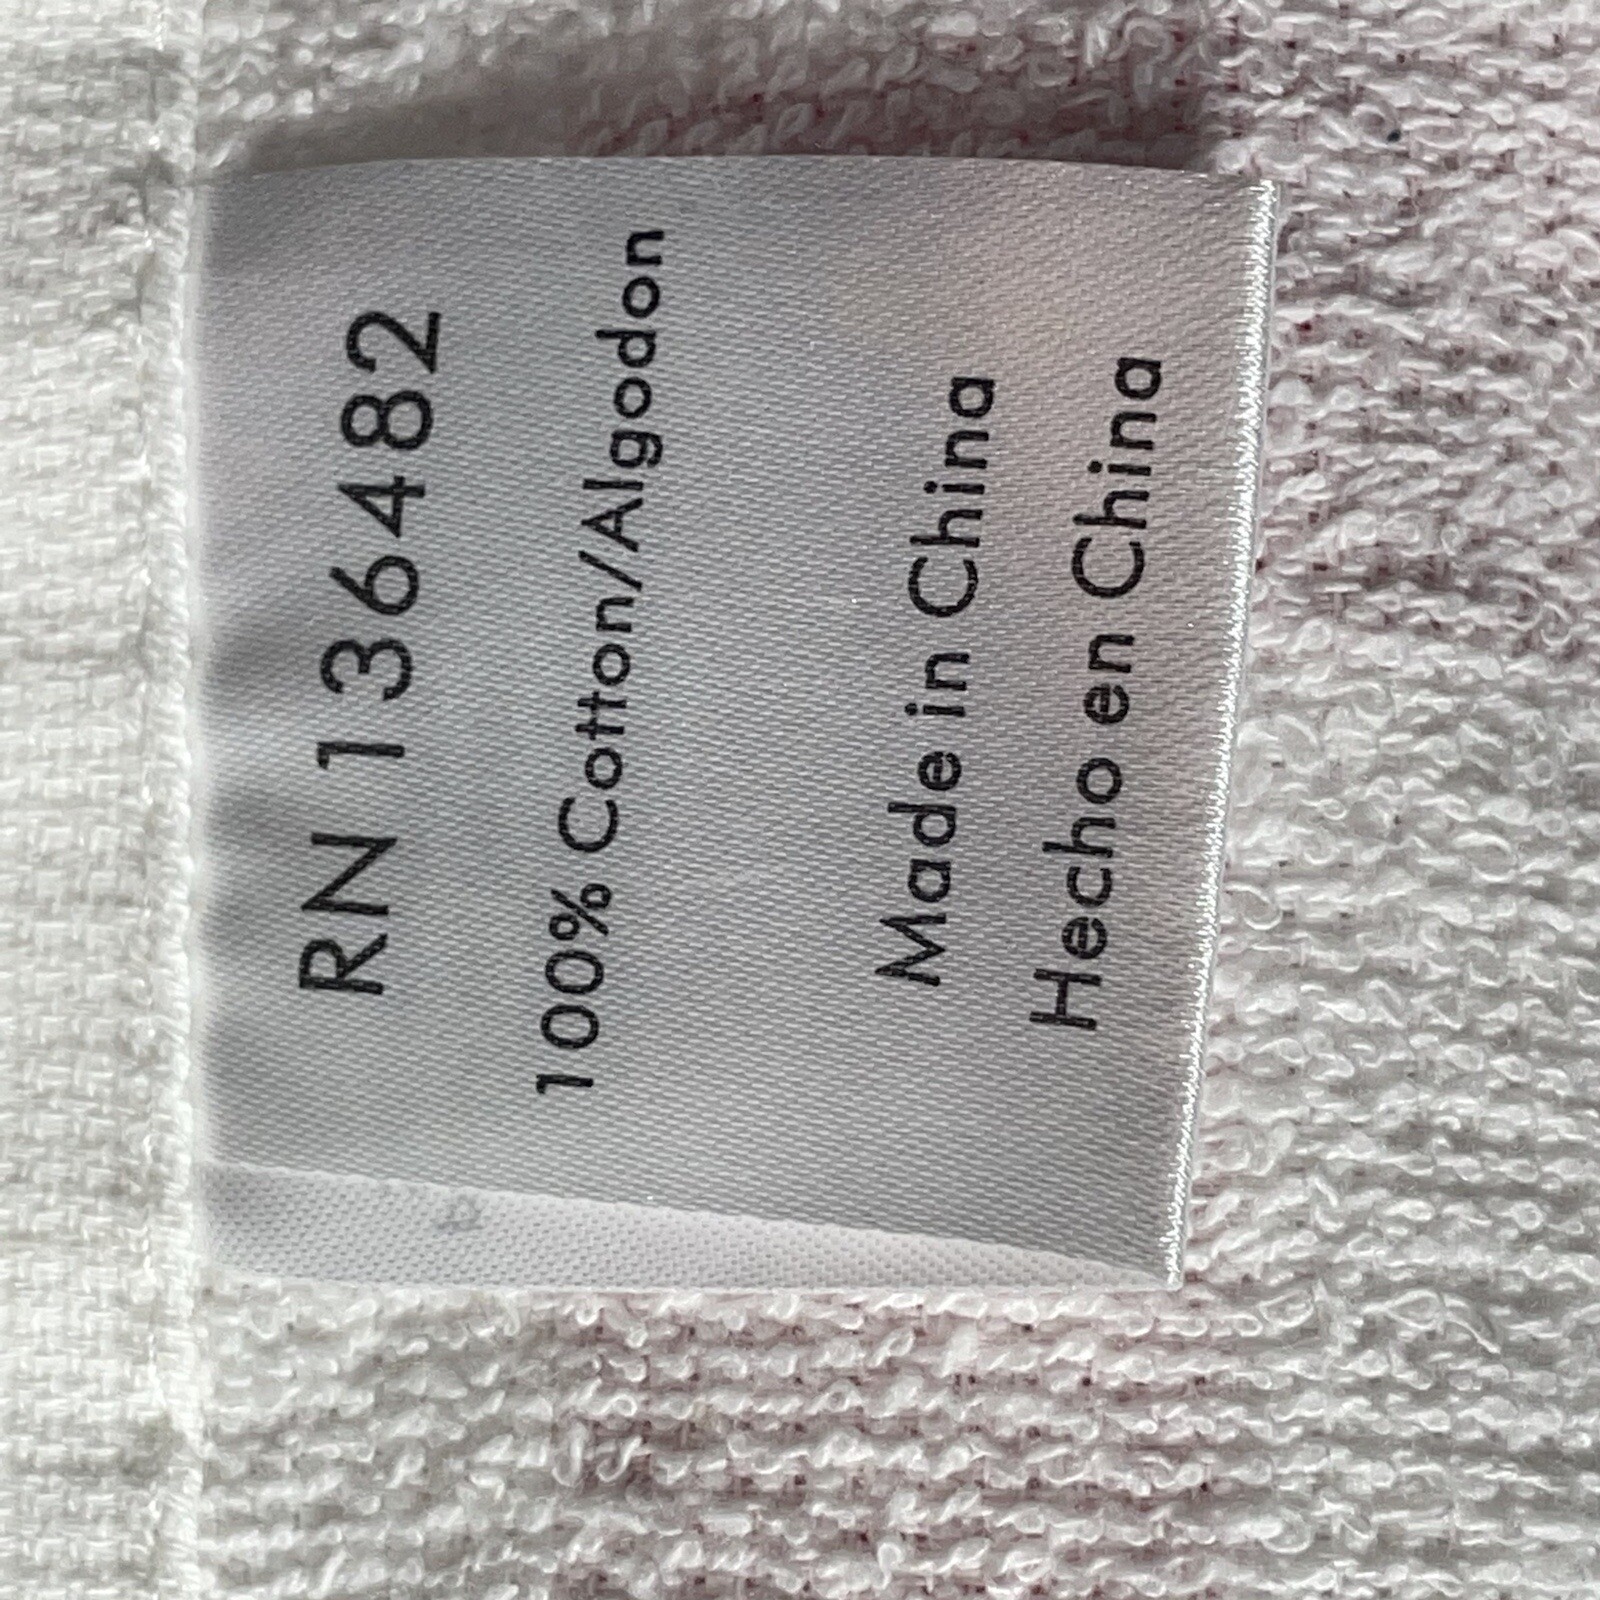 RN 136482
100% Cotton/Algodon
Made in China
Hecho en China